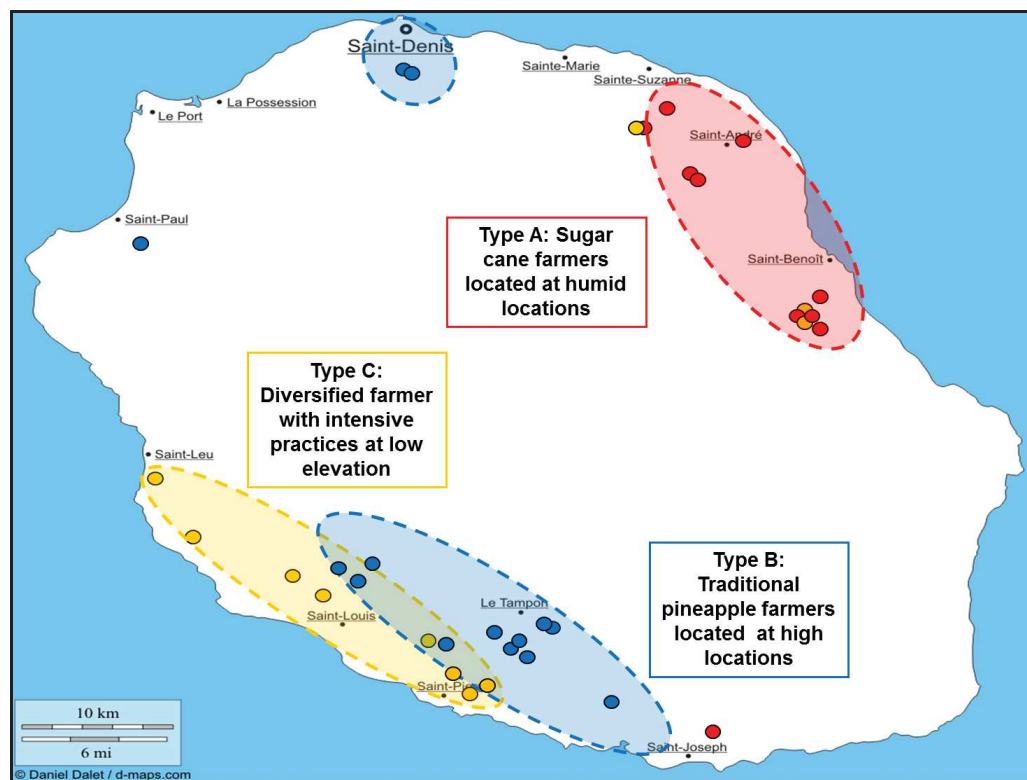 Saint-Denis
Sainte-Marie
Sainte-Suzanne
La Possession
Le Port
Saint-André
Saint-Paul
Type A: Sugar
cane farmers
located at humid
locations
Saint-Benoît
Type C:
Diversified farmer
with intensive
practices at low
elevation
Saint-Leu
Type B:
Traditional
pineapple farmers
located at high
locations
Le Tampon
Saint-Louis
10 km
6 mi
Saint-Joseph
© Daniel Dalet / d-maps.com